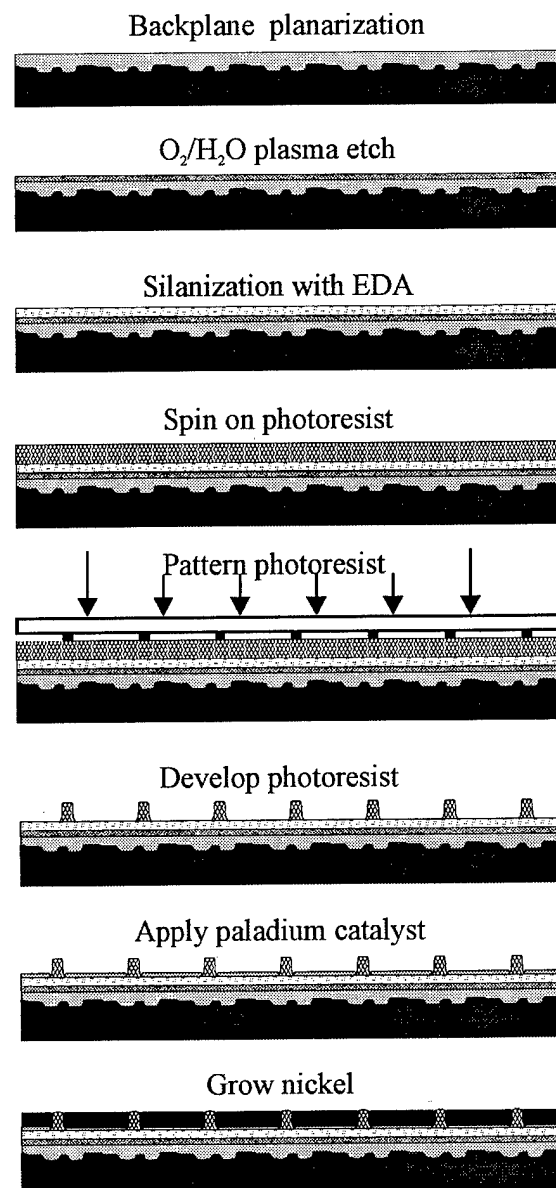 Backplane planarization
O₂/H₂O plasma etch
Silanization with EDA
Spin on photoresist
Pattern photoresist
Develop photoresist
Apply paladium catalyst
Grow nickel